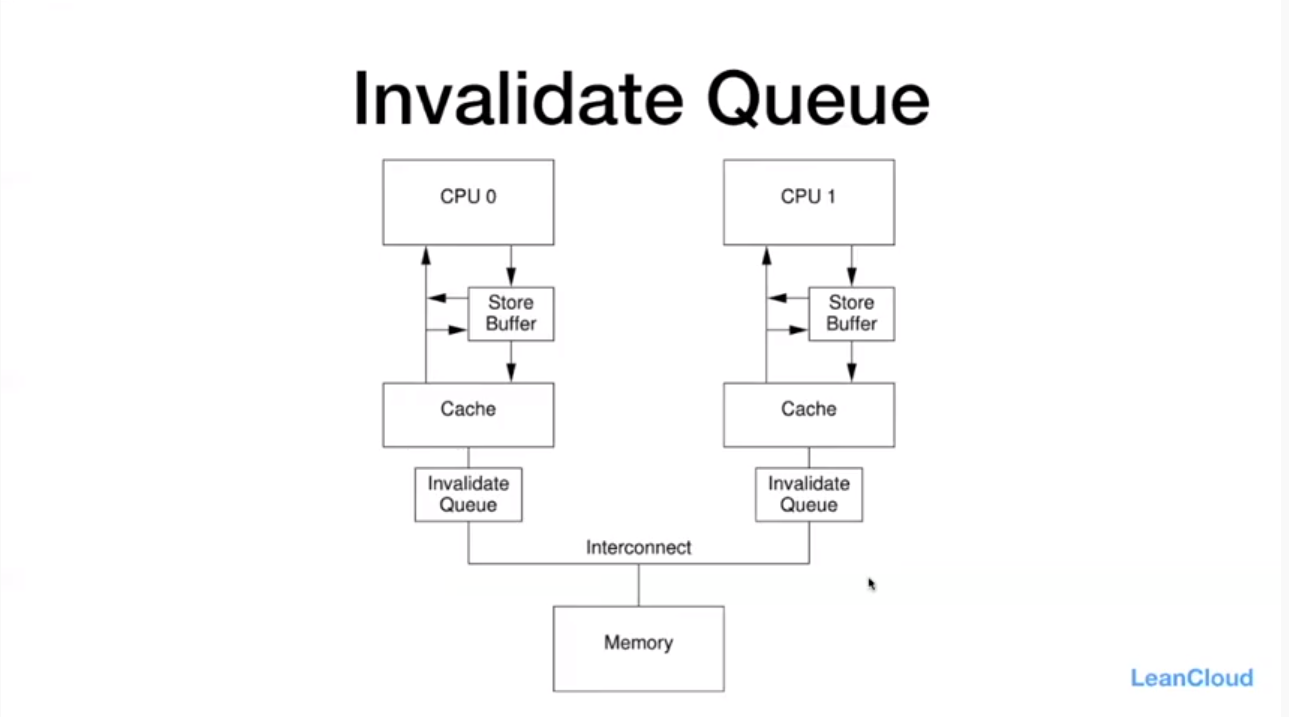 Invalidate Queue
CPU 0
CPU 1
Store
Buffer
Store
Buffer
Cache
Cache
Invalidate
Queue
Invalidate
Queue
Interconnect
Memory
LeanCloud